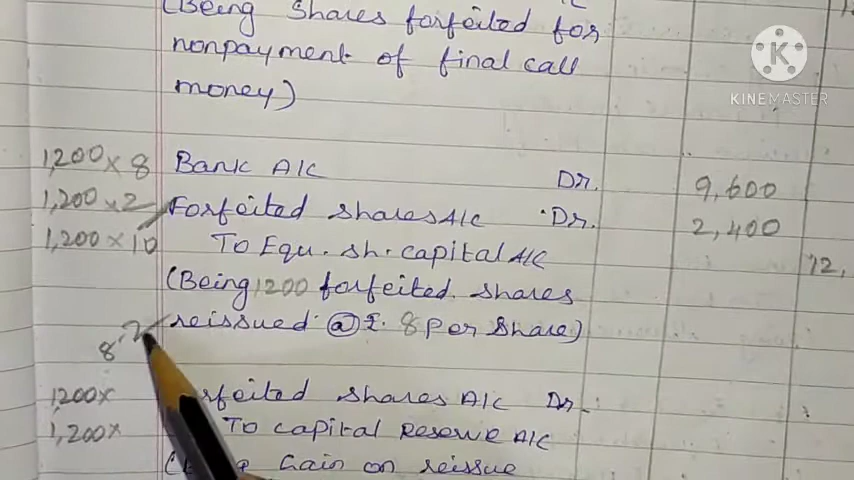 (Being Shares forfeited for
nonpayment of final call
money)
K
KINEMASTER
1,200 × 8 Bank A/C Dr. 9,600
1,200 × 2 Forfeited shares A/C Dr. 2,400
1,200 × 10 To Equ. sh. capital A/C 12,
(Being 1200 forfeited shares
reissued @ ₹. 8 per share)
8
1,200× Forfeited shares A/C Dr.
1,200× To capital Reserve A/C
Gain on reissue